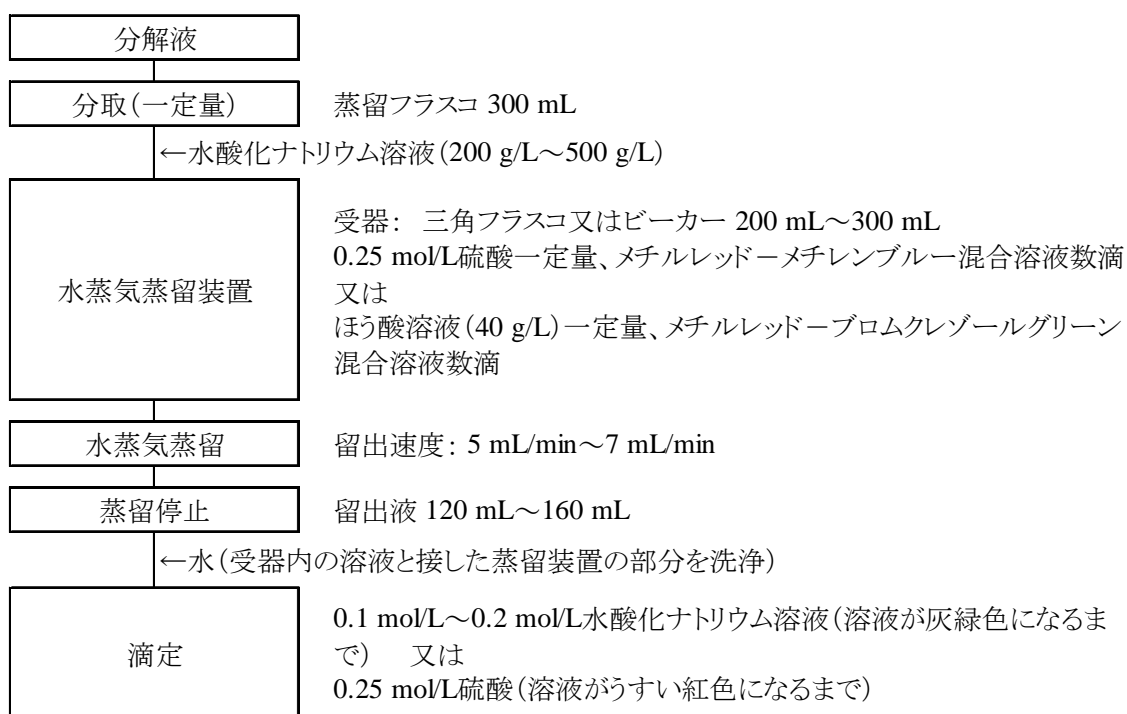 分解液
分取(一定量) 蒸留フラスコ 300 mL
←水酸化ナトリウム溶液(200 g/L～500 g/L)
水蒸気蒸留装置
受器: 三角フラスコ又はビーカー 200 mL～300 mL
0.25 mol/L硫酸一定量、メチルレッド－メチレンブルー混合溶液数滴
又は
ほう酸溶液(40 g/L)一定量、メチルレッド－ブロムクレゾールグリーン
混合溶液数滴
水蒸気蒸留 留出速度: 5 mL/min～7 mL/min
蒸留停止 留出液 120 mL～160 mL
←水(受器内の溶液と接した蒸留装置の部分を洗浄)
滴定
0.1 mol/L～0.2 mol/L水酸化ナトリウム溶液(溶液が灰緑色になるま
で) 又は
0.25 mol/L硫酸(溶液がうすい紅色になるまで)